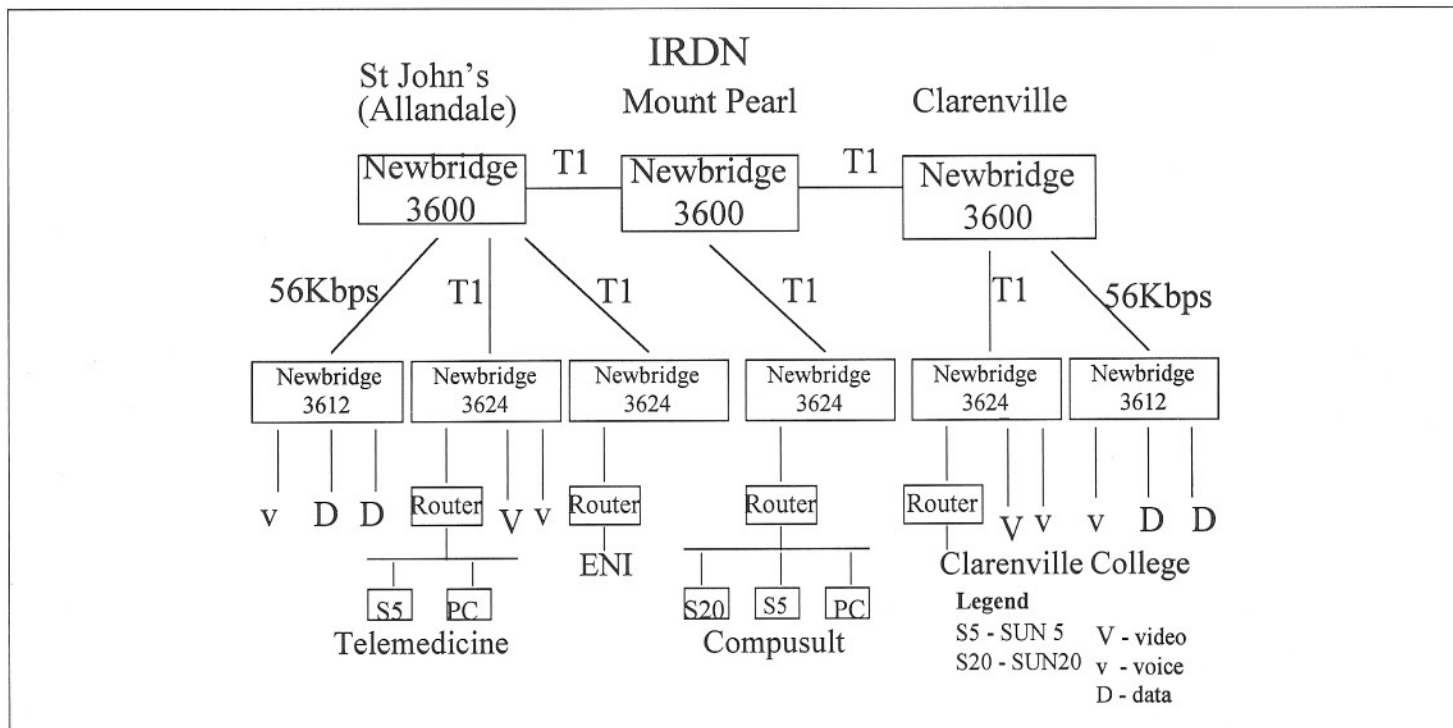 IRDN
St John's
(Allandale)
Mount Pearl
Clarenville
Newbridge
3600
T1
Newbridge
3600
T1
Newbridge
3600
56Kbps
T1
T1
T1
T1
56Kbps
Newbridge
3612
Newbridge
3624
Newbridge
3624
Newbridge
3624
Newbridge
3624
Newbridge
3612
v
D
D
Router
V
v
Router
Router
Router
V
v
v
D
D
S5
PC
Telemedicine
ENI
S20
S5
PC
Compusult
Clarenville College
Legend
S5 - SUN 5
S20 - SUN20
V - video
v - voice
D - data